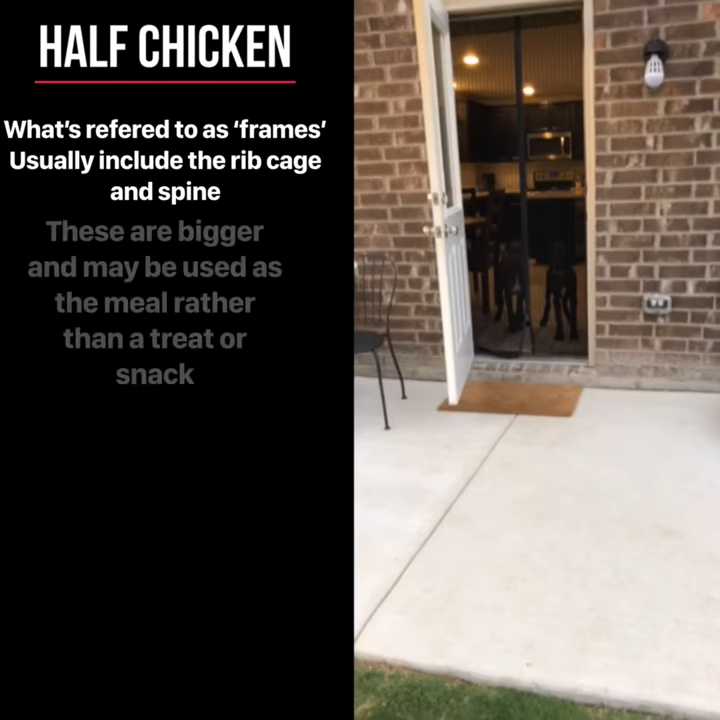 HALF CHICKEN
What's refered to as 'frames'
Usually include the rib cage
and spine
These are bigger
and may be used as
the meal rather
than a treat or
snack